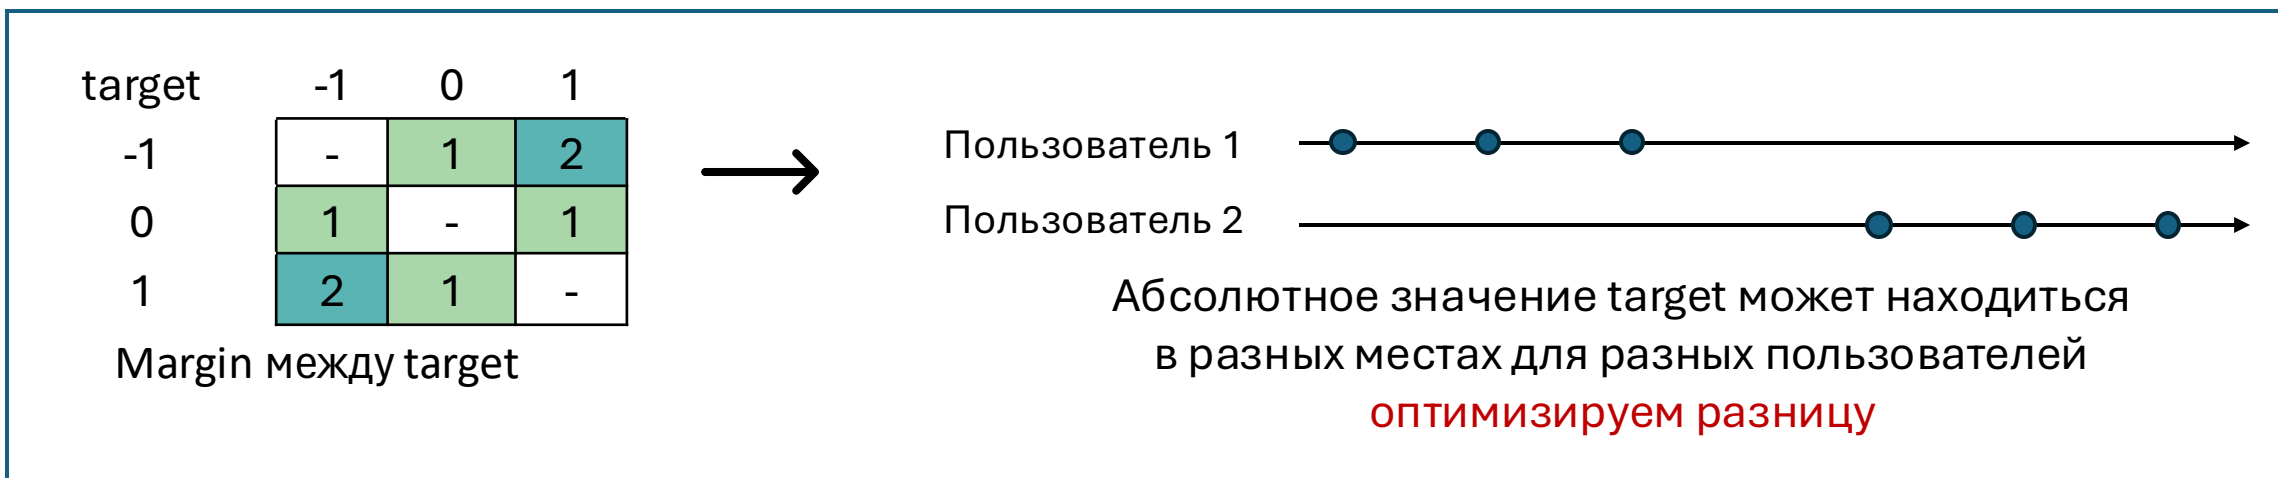 target -1 0 1
-1 - 1 2
0 1 - 1
1 2 1 -
Margin между target
Пользователь 1
Пользователь 2
Абсолютное значение target может находиться
в разных местах для разных пользователей
оптимизируем разницу